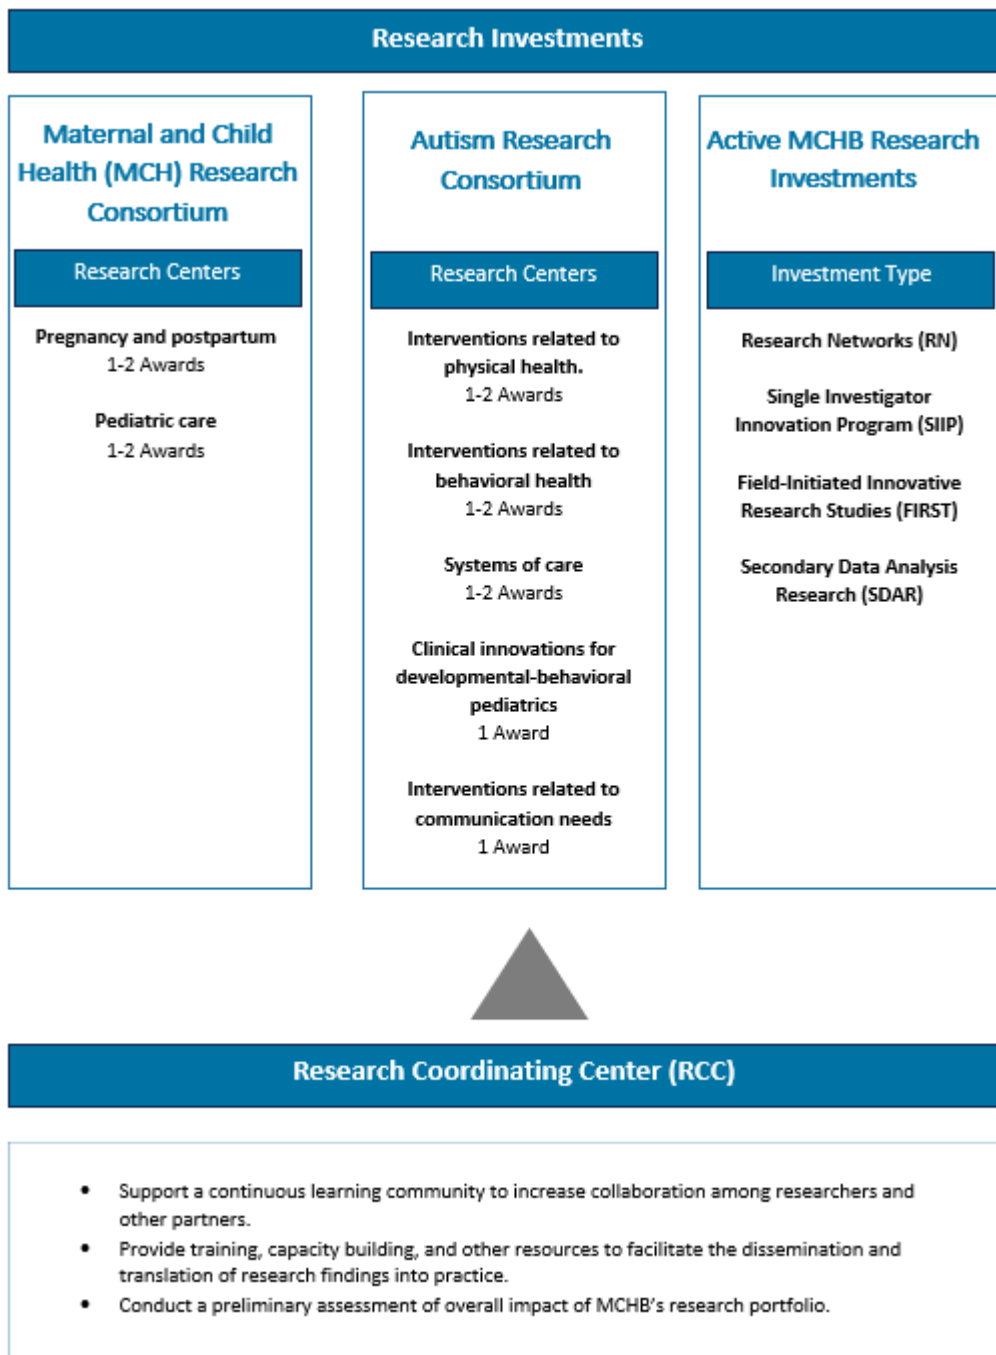 Research Investments
Maternal and Child
Health (MCH) Research
Consortium
Research Centers
Pregnancy and postpartum
1-2 Awards
Pediatric care
1-2 Awards
Autism Research
Consortium
Research Centers
Interventions related to
physical health.
1-2 Awards
Interventions related to
behavioral health
1-2 Awards
Systems of care
1-2 Awards
Clinical innovations for
developmental-behavioral
pediatrics
1 Award
Interventions related to
communication needs
1 Award
Active MCHB Research
Investments
Investment Type
Research Networks (RN)
Single Investigator
Innovation Program (SIIP)
Field-Initiated Innovative
Research Studies (FIRST)
Secondary Data Analysis
Research (SDAR)
Research Coordinating Center (RCC)
• Support a continuous learning community to increase collaboration among researchers and
other partners.
• Provide training, capacity building, and other resources to facilitate the dissemination and
translation of research findings into practice.
• Conduct a preliminary assessment of overall impact of MCHB's research portfolio.